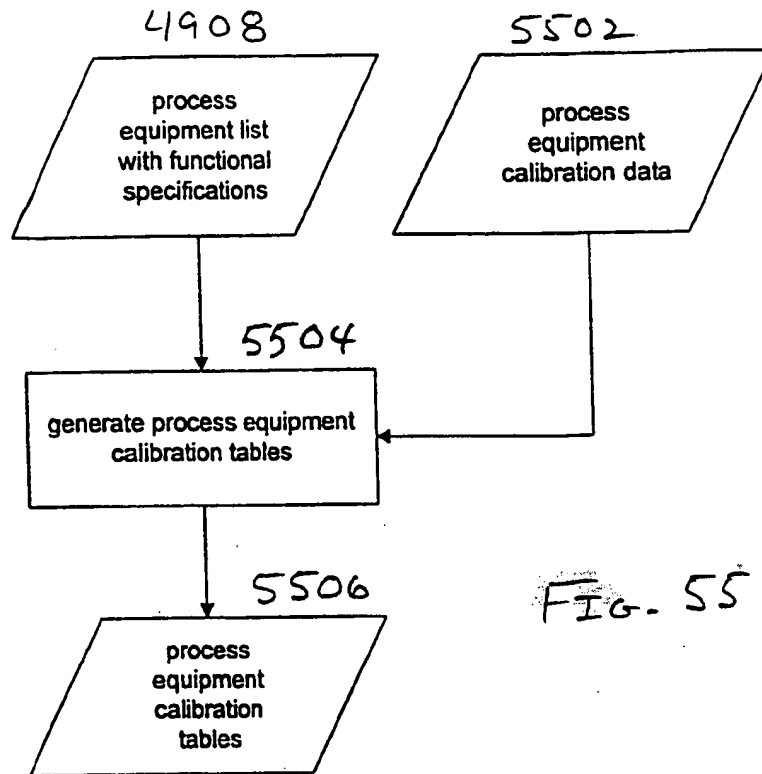 4908
process
equipment list
with functional
specifications
5502
process
equipment
calibration data
5504
generate process equipment
calibration tables
5506
process
equipment
calibration
tables
FIG. 55